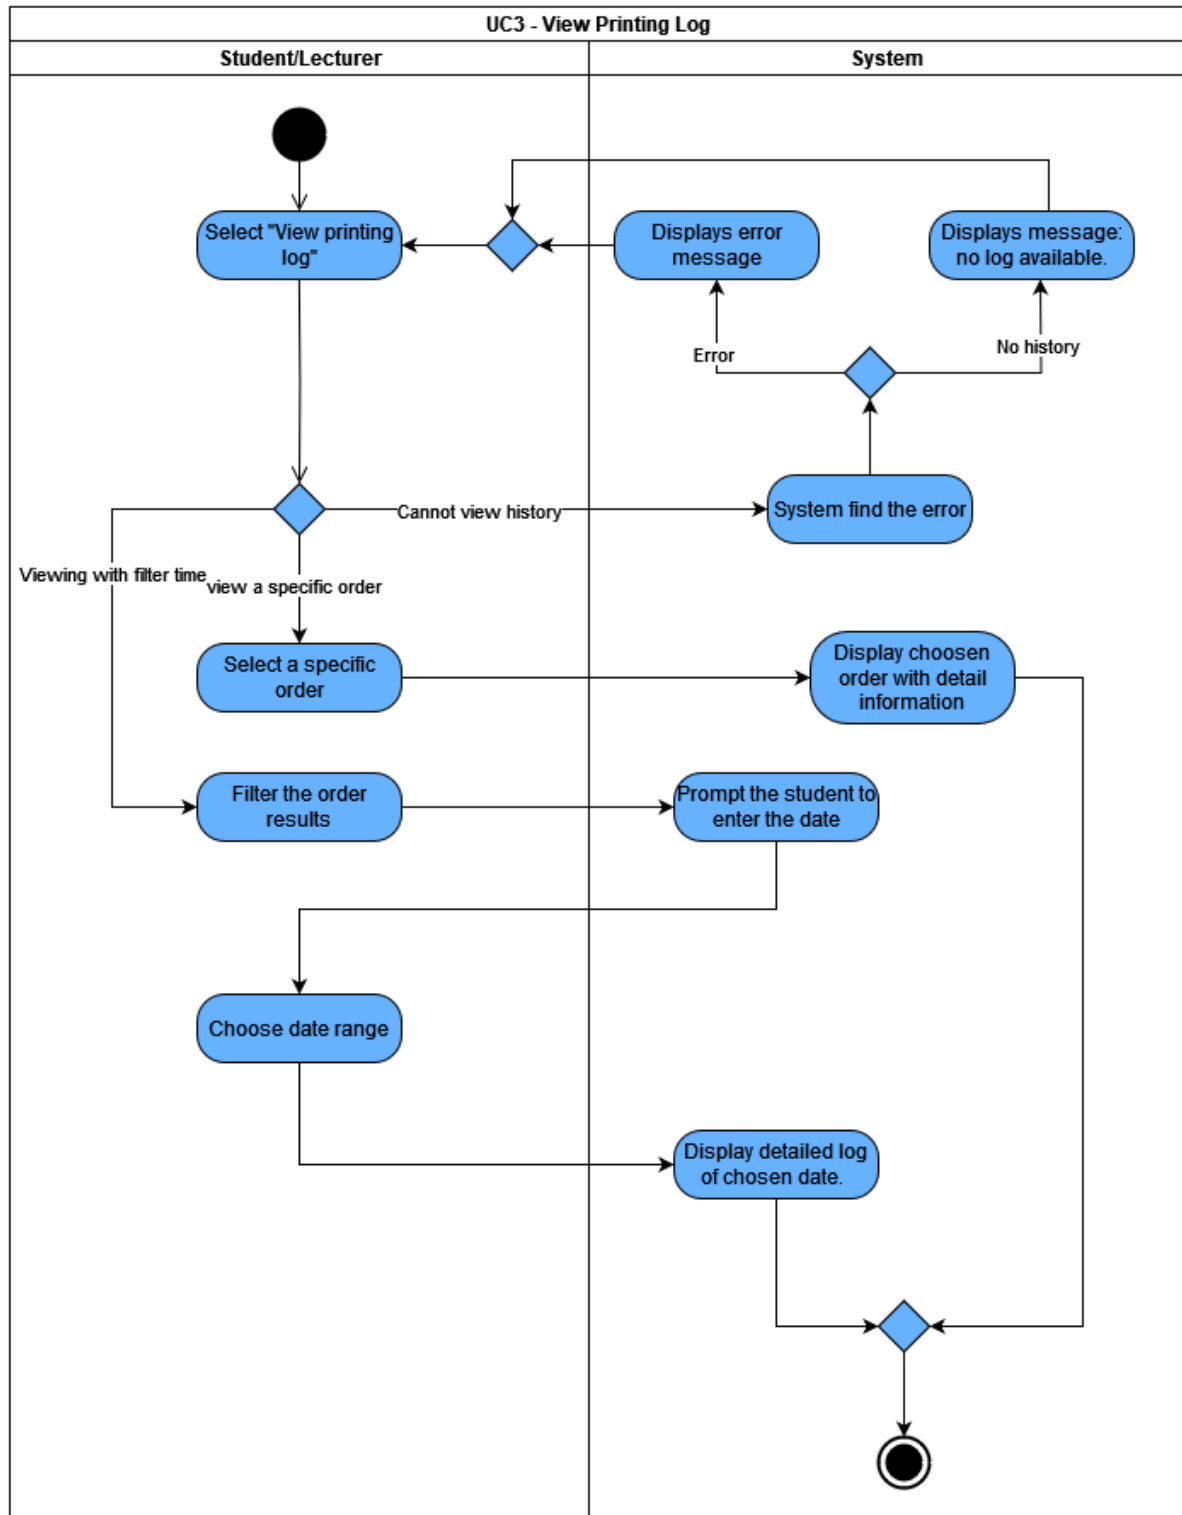 UC3 - View Printing Log
Student/Lecturer
System
Select "View printing
log"
Displays error
message
Displays message:
no log available.
Error
No history
Cannot view history
System find the error
Viewing with filter time
view a specific order
Select a specific
order
Display choosen
order with detail
information
Filter the order
results
Prompt the student to
enter the date
Choose date range
Display detailed log
of chosen date.